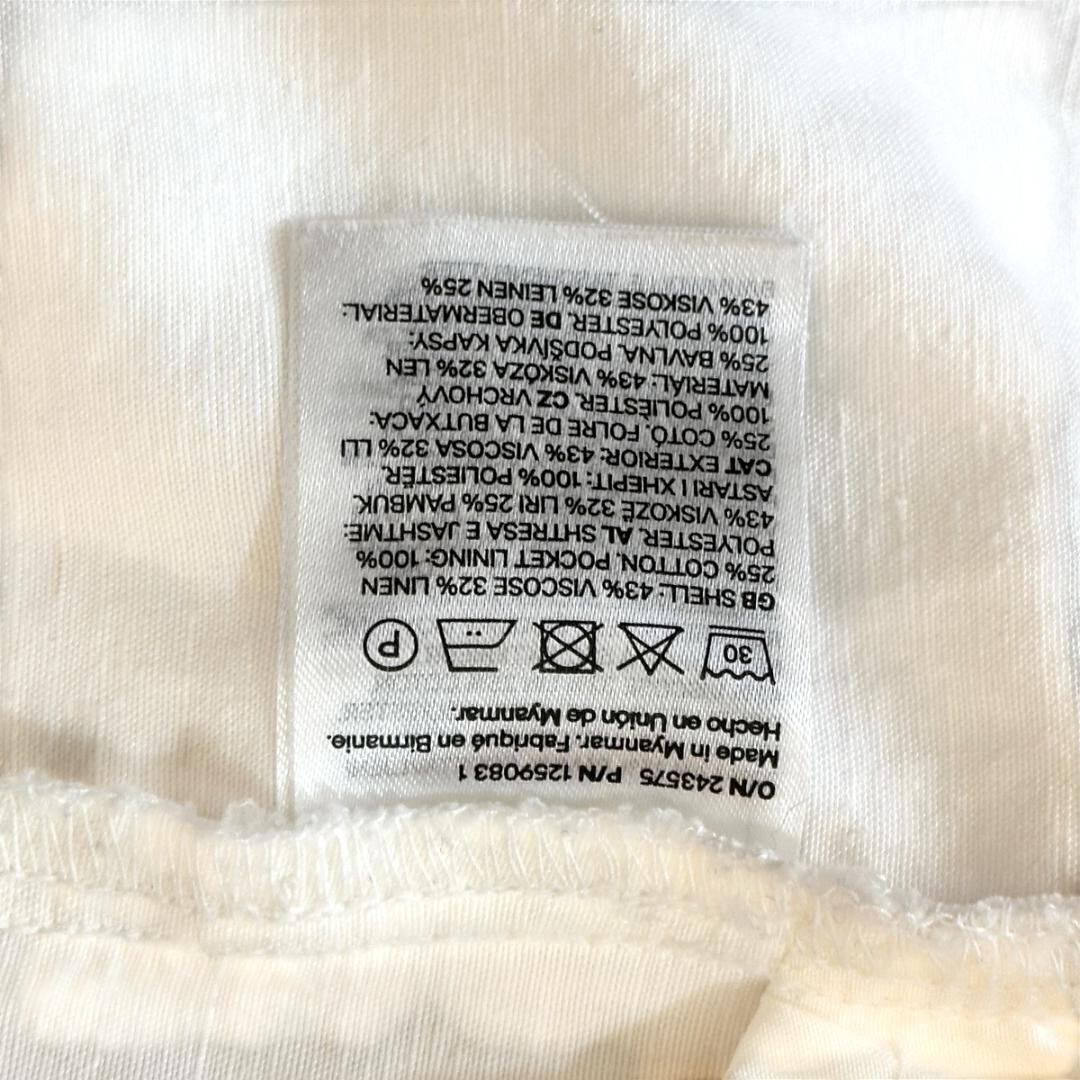 O/N 243575 P/N 1259083 1
Made in Myanmar. Fabriqué en Birmanie.
Hecho en Unión de Myanmar.
30 P
GB SHELL: 43% VISCOSE 32% LINEN
25% COTTON. POCKET LINING: 100%
POLYESTER. AL SHTRESA E JASHTME:
43% VISKOZË 32% LIRI 25% PAMBUK
ASTARI I XHEPIT: 100% POLIESTËR.
CAT EXTERIOR: 43% VISCOSA 32% LLI
25% COTÓ. FOLRE DE LA BUTXACA:
100% POLIÈSTER. CZ VRCHOVÝ
MATERIÁL: 43% VISKÓZA 32% LEN
25% BAVLNA. PODŠÍVKA KAPSY:
100% POLYESTER. DE OBERMATERIAL:
43% VISKOSE 32% LEINEN 25%